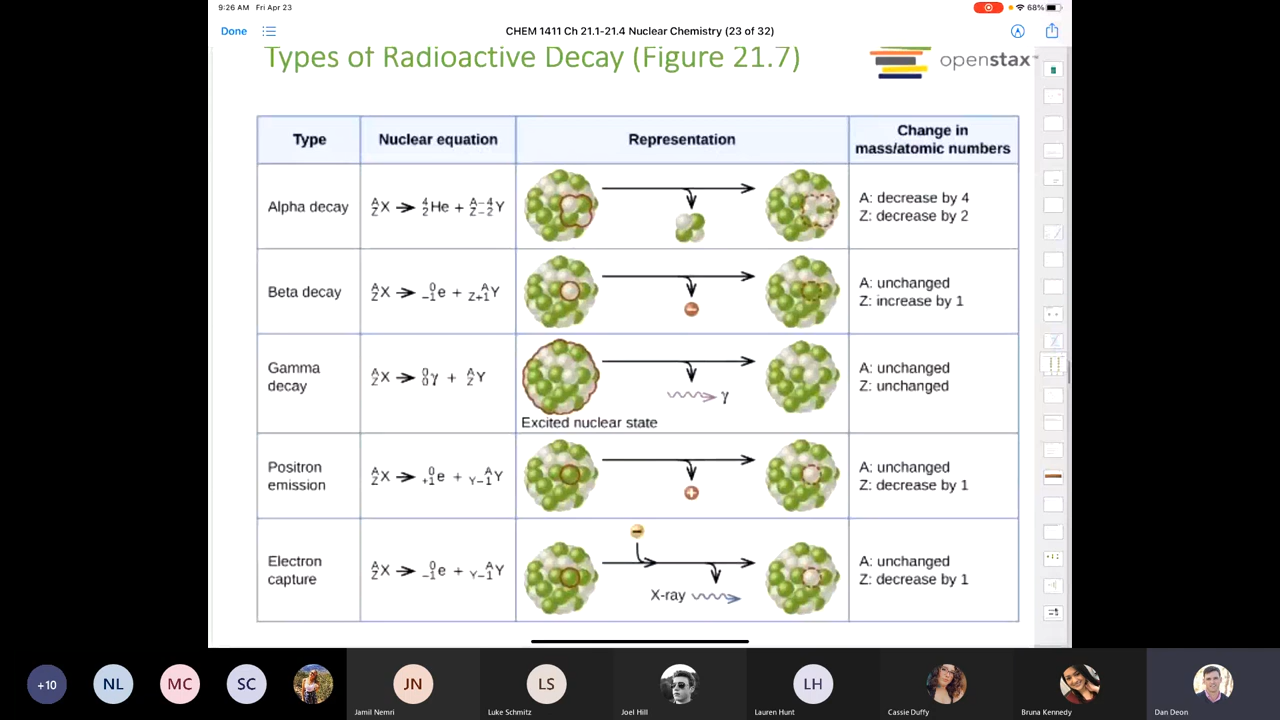 9:26 AM Fri Apr 23
68%
Done
CHEM 1411 Ch 21.1-21.4 Nuclear Chemistry (23 of 32)
Types of Radioactive Decay (Figure 21.7)
openstax™
Type
Nuclear equation
Representation
Change in
mass/atomic numbers
Alpha decay
A Z X → 4 2 He + A−4 Z−2 Y
A: decrease by 4
Z: decrease by 2
Beta decay
A Z X → 0 −1 e + A Z+1 Y
−
A: unchanged
Z: increase by 1
Gamma
decay
A Z X → 0 0 γ + A Z Y
γ
Excited nuclear state
A: unchanged
Z: unchanged
Positron
emission
A Z X → 0 +1 e + A Y−1 Y
+
A: unchanged
Z: decrease by 1
Electron
capture
A Z X → 0 −1 e + A Y−1 Y
−
X-ray
A: unchanged
Z: decrease by 1
+10
NL
MC
SC
JN
LS
LH
Jamil Nemri
Luke Schmitz
Joel Hill
Lauren Hunt
Cassie Duffy
Bruna Kennedy
Dan Deon